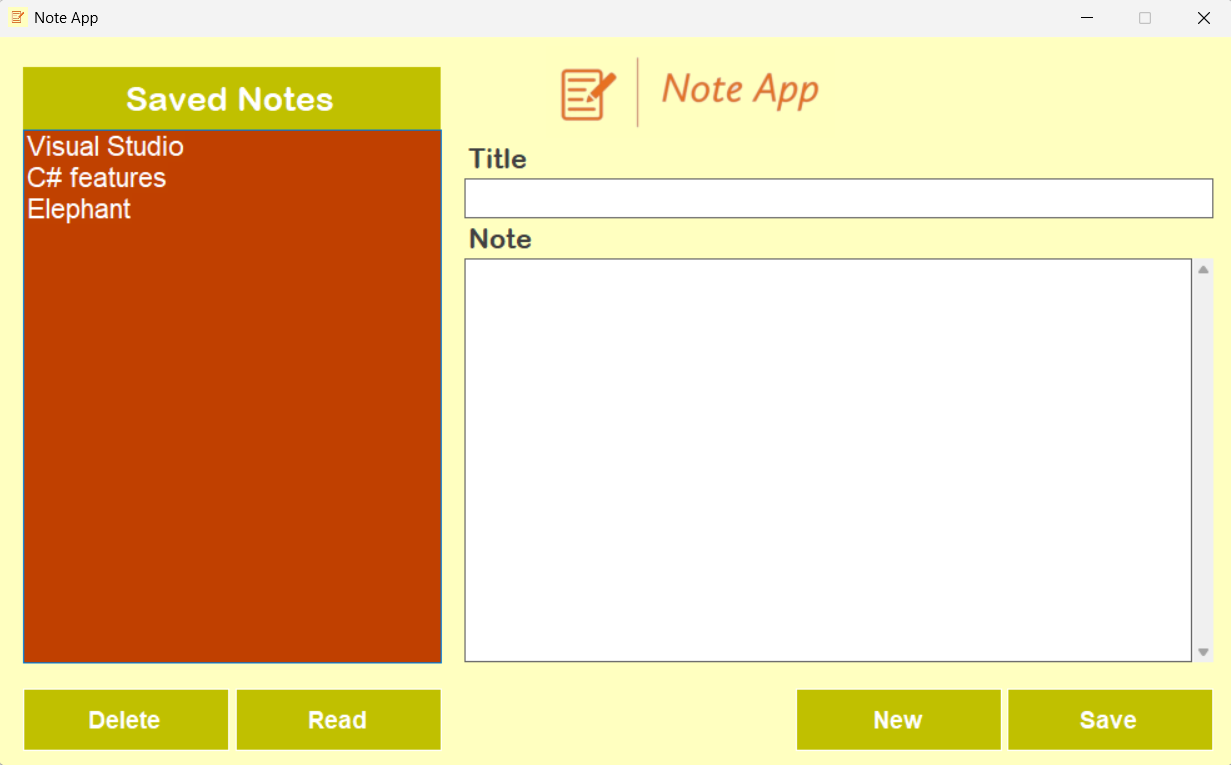 Note App
Saved Notes
Visual Studio
C# features
Elephant
Note App
Title
Note
Delete
Read
New
Save